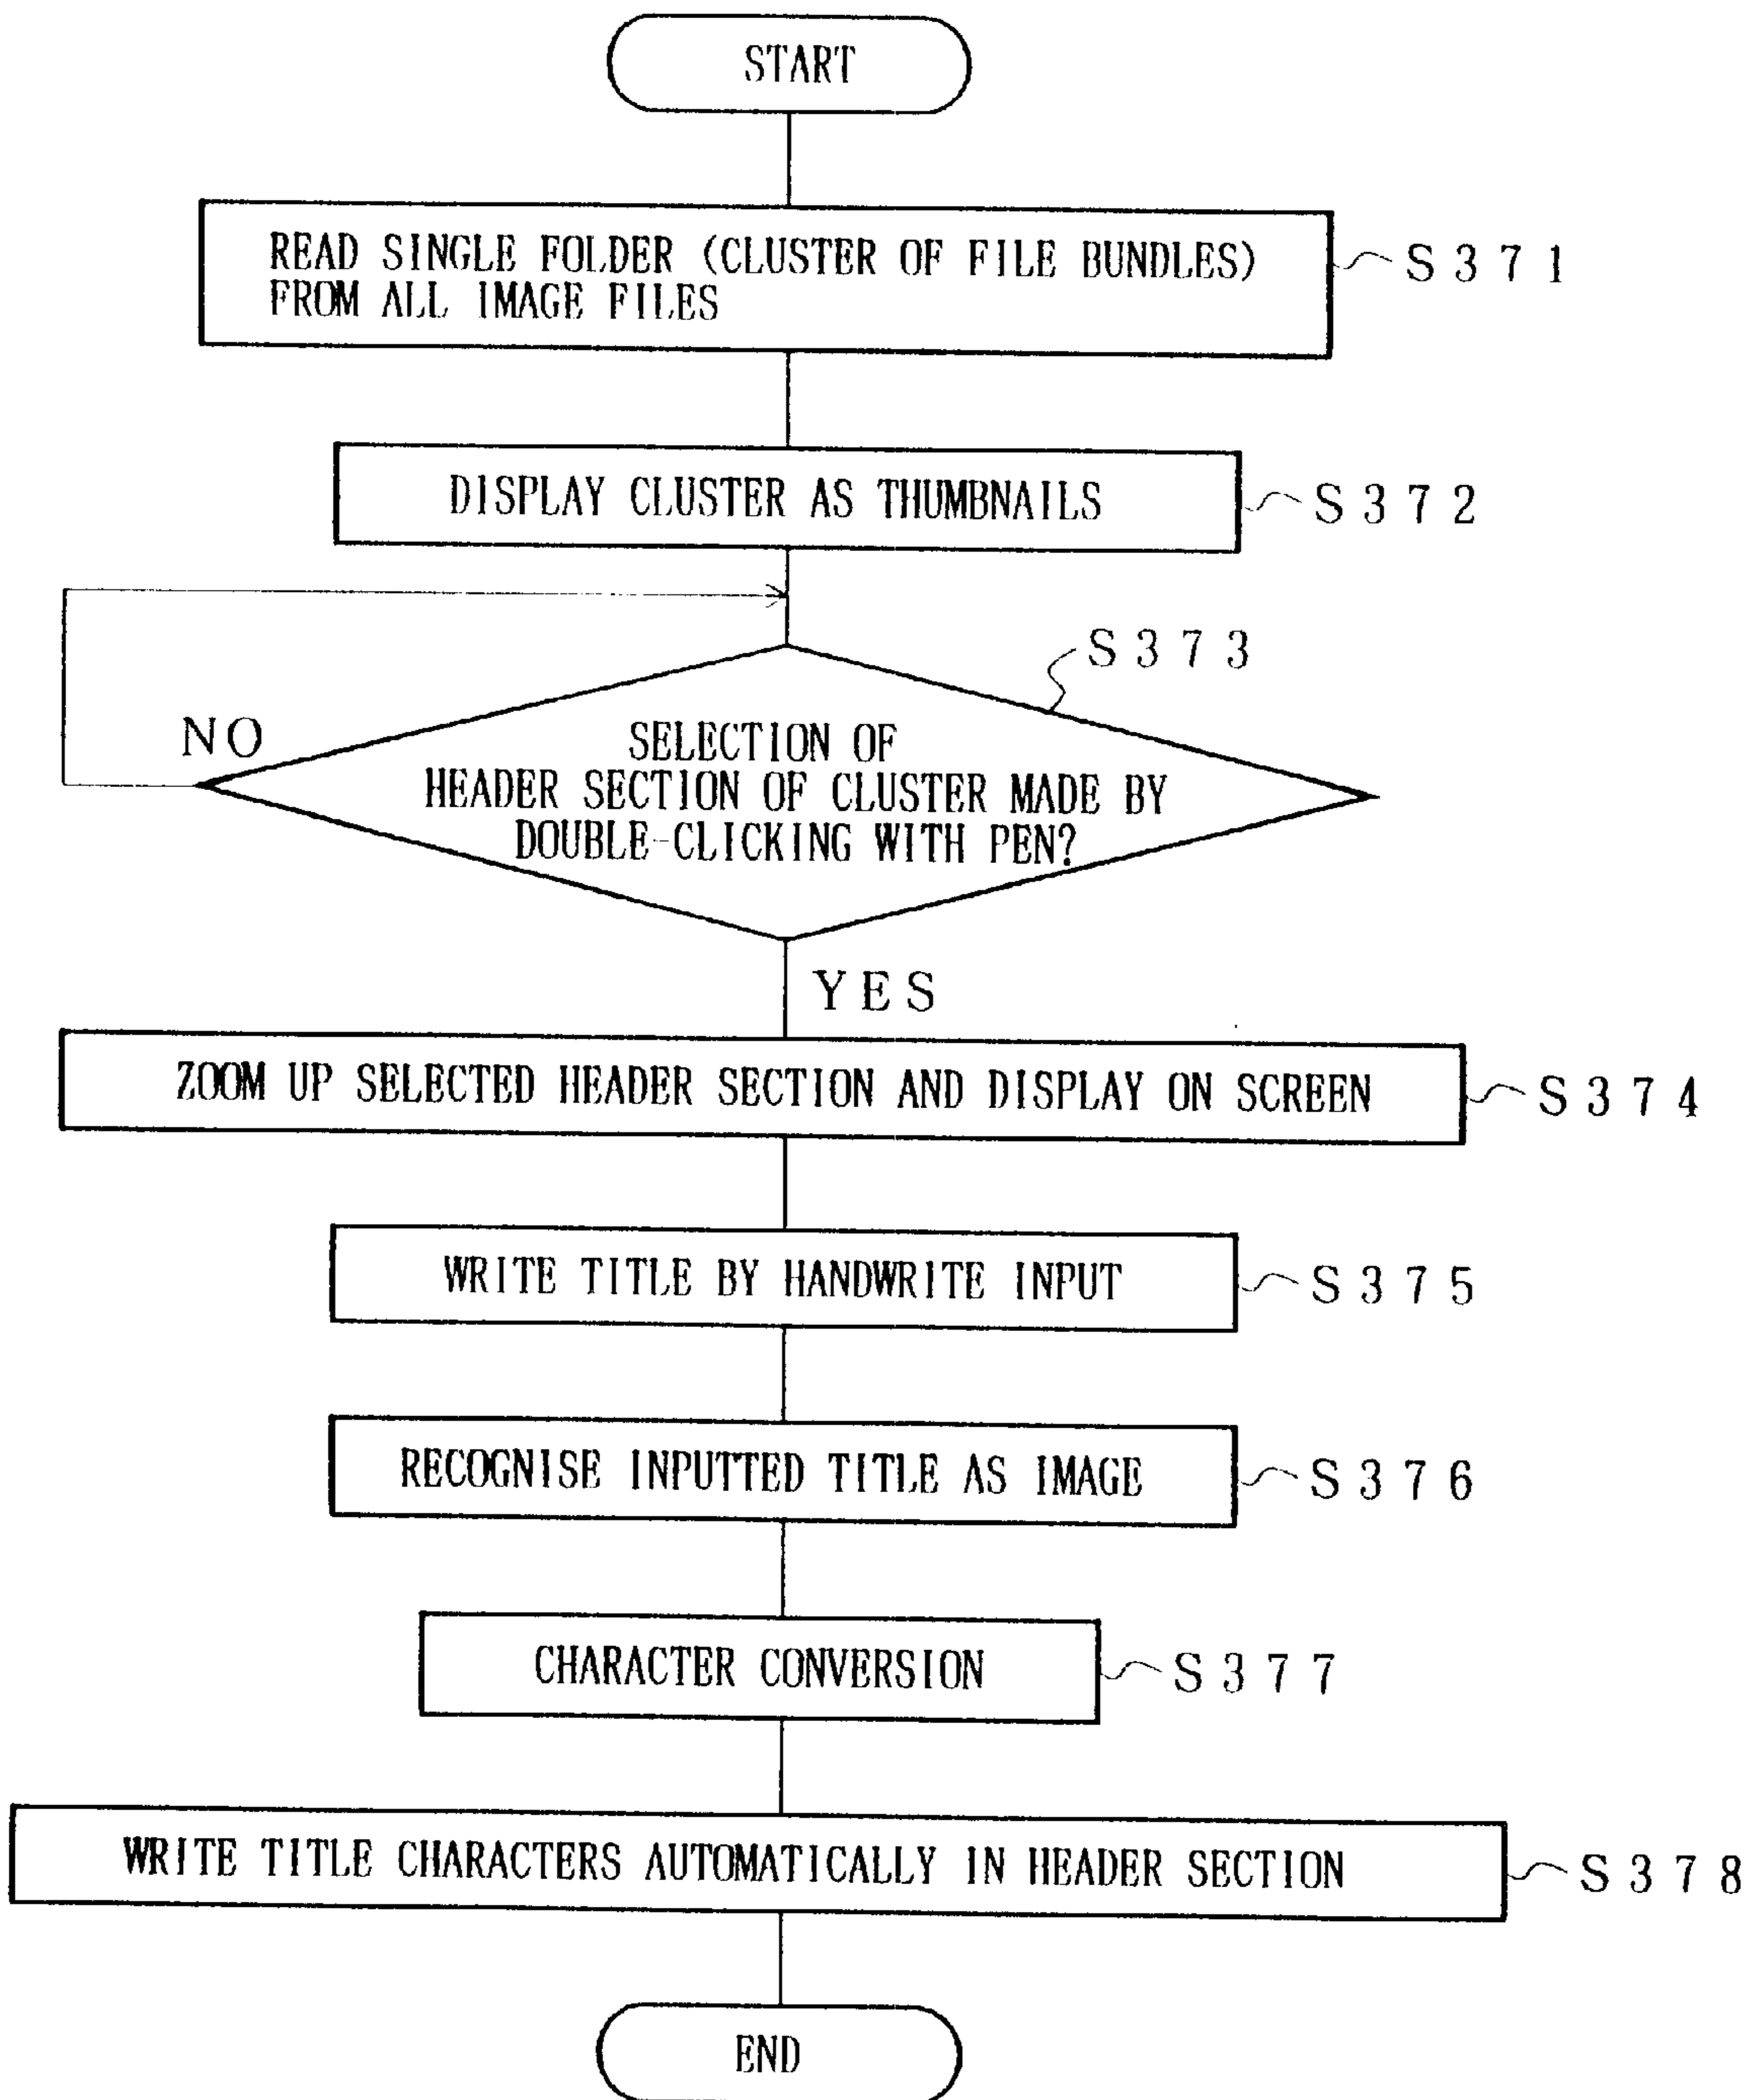 START
READ SINGLE FOLDER (CLUSTER OF FILE BUNDLES)
FROM ALL IMAGE FILES
S371
DISPLAY CLUSTER AS THUMBNAILS
S372
S373
NO
SELECTION OF
HEADER SECTION OF CLUSTER MADE BY
DOUBLE-CLICKING WITH PEN?
YES
ZOOM UP SELECTED HEADER SECTION AND DISPLAY ON SCREEN
S374
WRITE TITLE BY HANDWRITE INPUT
S375
RECOGNISE INPUTTED TITLE AS IMAGE
S376
CHARACTER CONVERSION
S377
WRITE TITLE CHARACTERS AUTOMATICALLY IN HEADER SECTION
S378
END